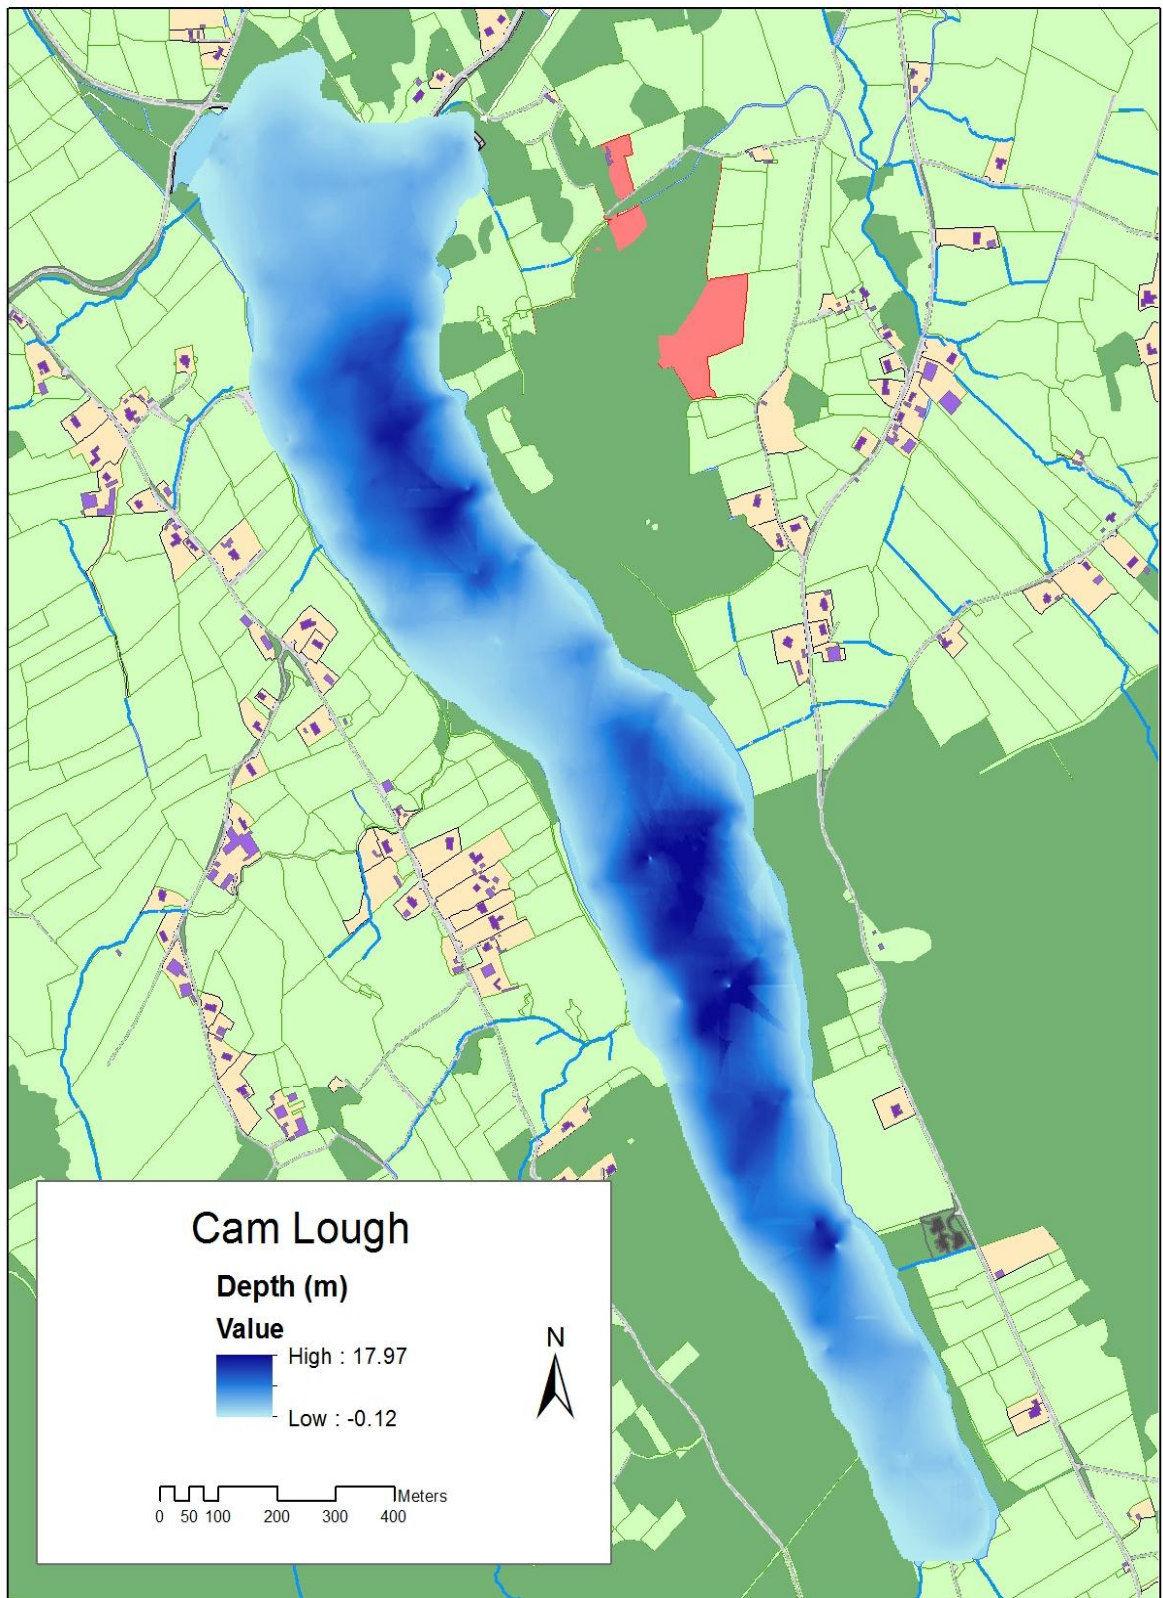 Cam Lough
Depth (m)
Value
High : 17.97
Low : -0.12
N
Meters
0 50 100 200 300 400